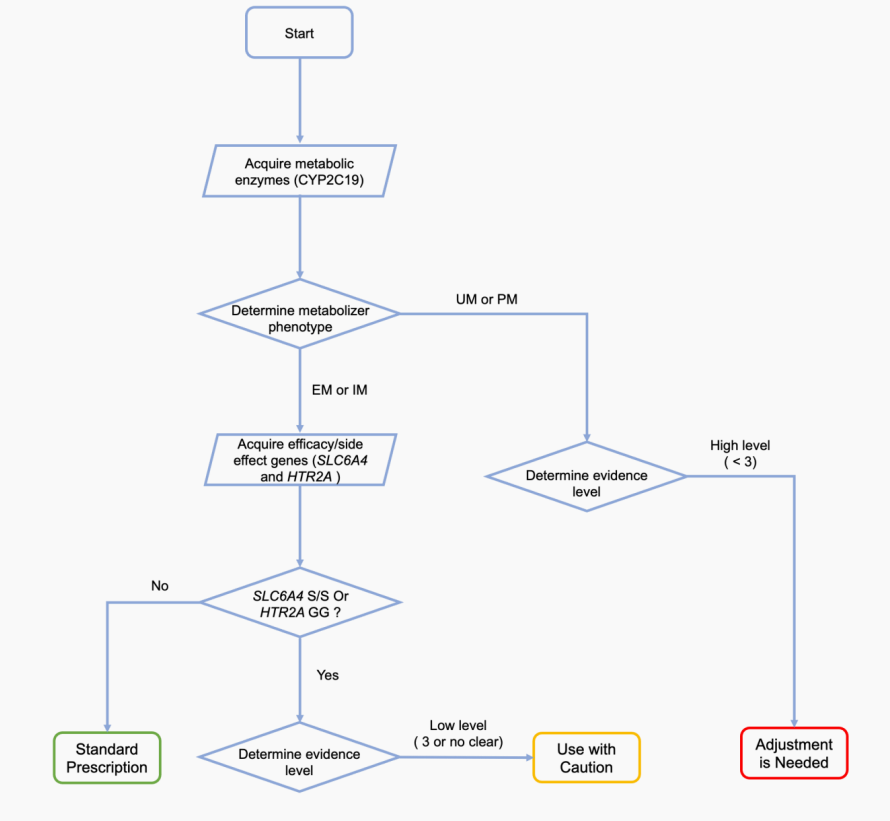 Start
Acquire metabolic
enzymes (CYP2C19)
Determine metabolizer
phenotype
UM or PM
EM or IM
Acquire efficacy/side
effect genes (SLC6A4
and HTR2A )
High level
( < 3)
Determine evidence
level
No
SLC6A4 S/S Or
HTR2A GG ?
Yes
Standard
Prescription
Determine evidence
level
Low level
( 3 or no clear)
Use with
Caution
Adjustment
is Needed